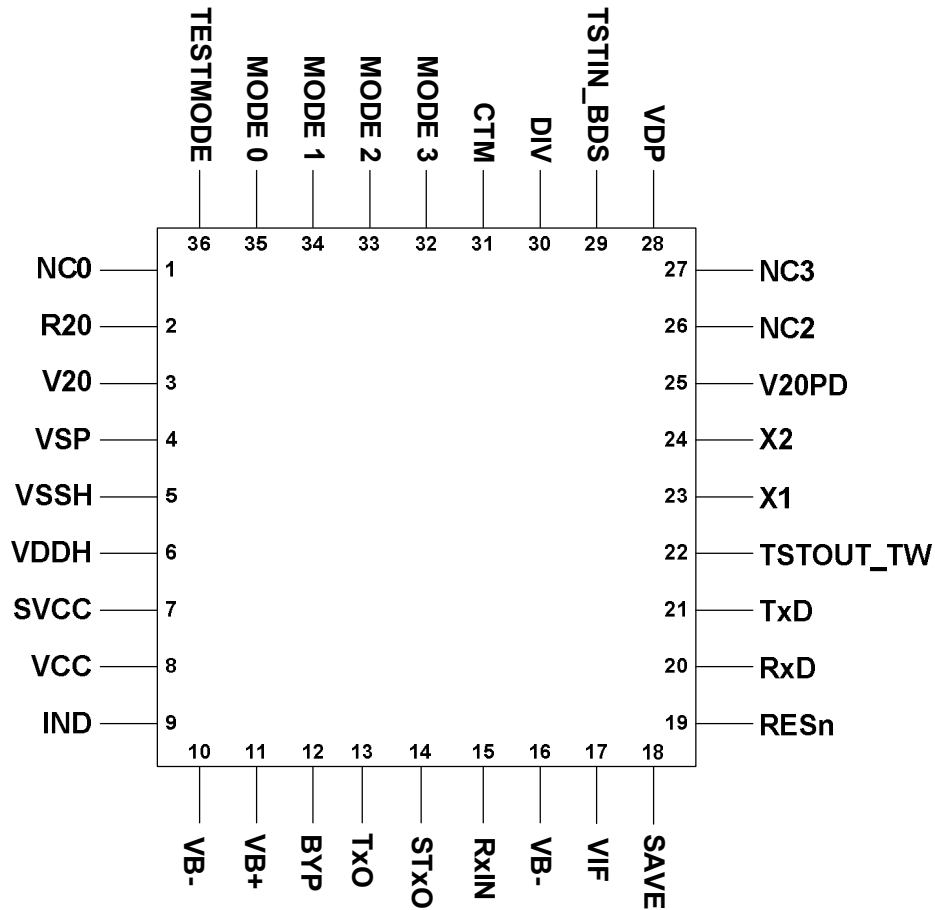 TESTMODE
MODE 0
MODE 1
MODE 2
MODE 3
CTM
DIV
TSTIN_BDS
VDP
36
35
34
33
32
31
30
29
28
NC0
1
27
NC3
R20
2
26
NC2
V20
3
25
V20PD
VSP
4
24
X2
VSSH
5
23
X1
VDDH
6
22
TSTOUT_TW
SVCC
7
21
TxD
VCC
8
20
RxD
IND
9
19
RESn
10
11
12
13
14
15
16
17
18
VB-
VB+
BYP
TxO
STxO
RxIN
VB-
VIF
SAVE